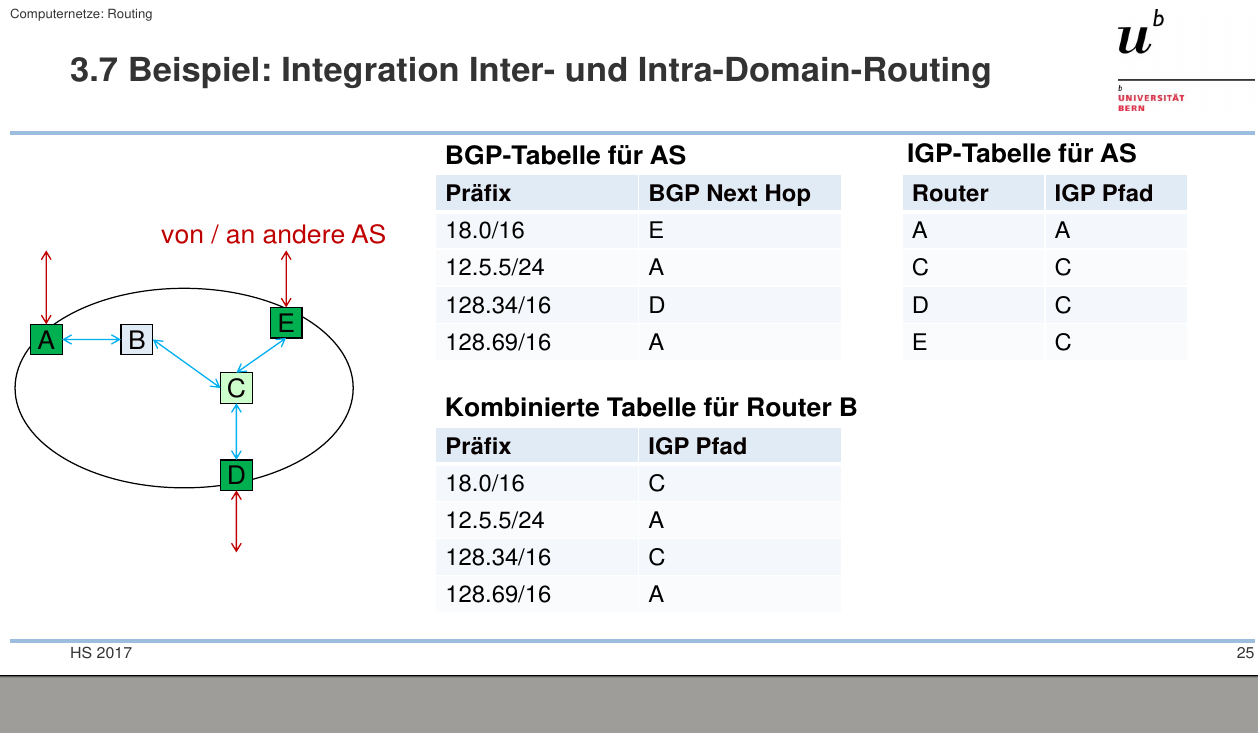 Computernetze: Routing
u b
b
UNIVERSITÄT
BERN
3.7 Beispiel: Integration Inter- und Intra-Domain-Routing
von / an andere AS
A
B
E
C
D
BGP-Tabelle für AS
Präfix BGP Next Hop
18.0/16 E
12.5.5/24 A
128.34/16 D
128.69/16 A
IGP-Tabelle für AS
Router IGP Pfad
A A
C C
D C
E C
Kombinierte Tabelle für Router B
Präfix IGP Pfad
18.0/16 C
12.5.5/24 A
128.34/16 C
128.69/16 A
HS 2017
25